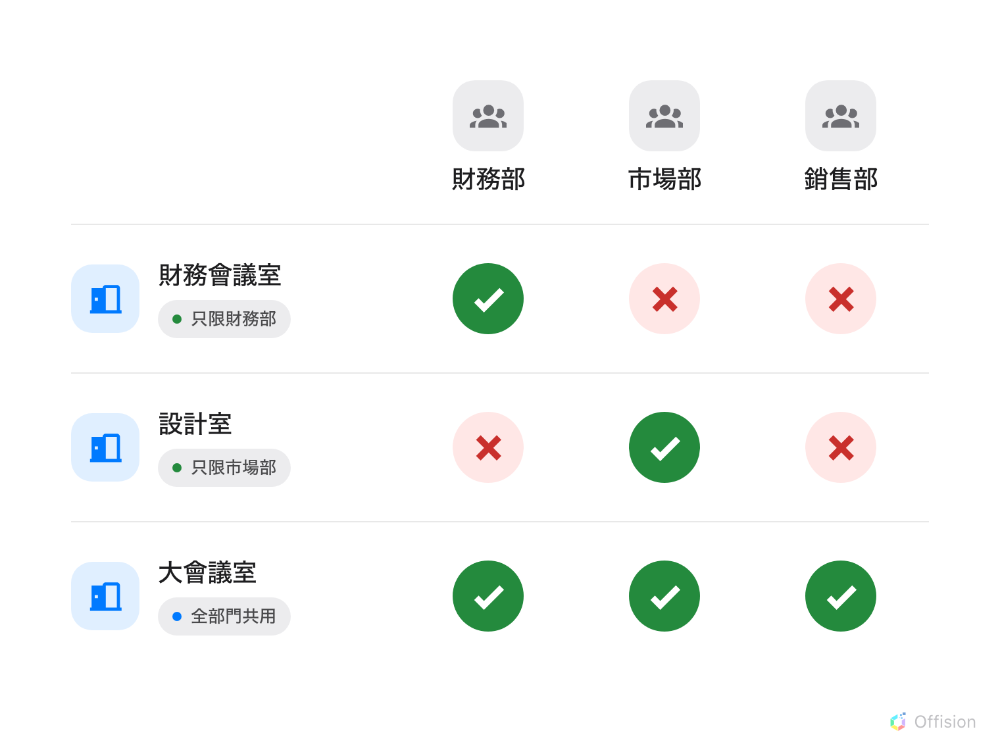 財務部
市場部
銷售部
財務會議室
只限財務部
設計室
只限市場部
大會議室
全部門共用
Offision